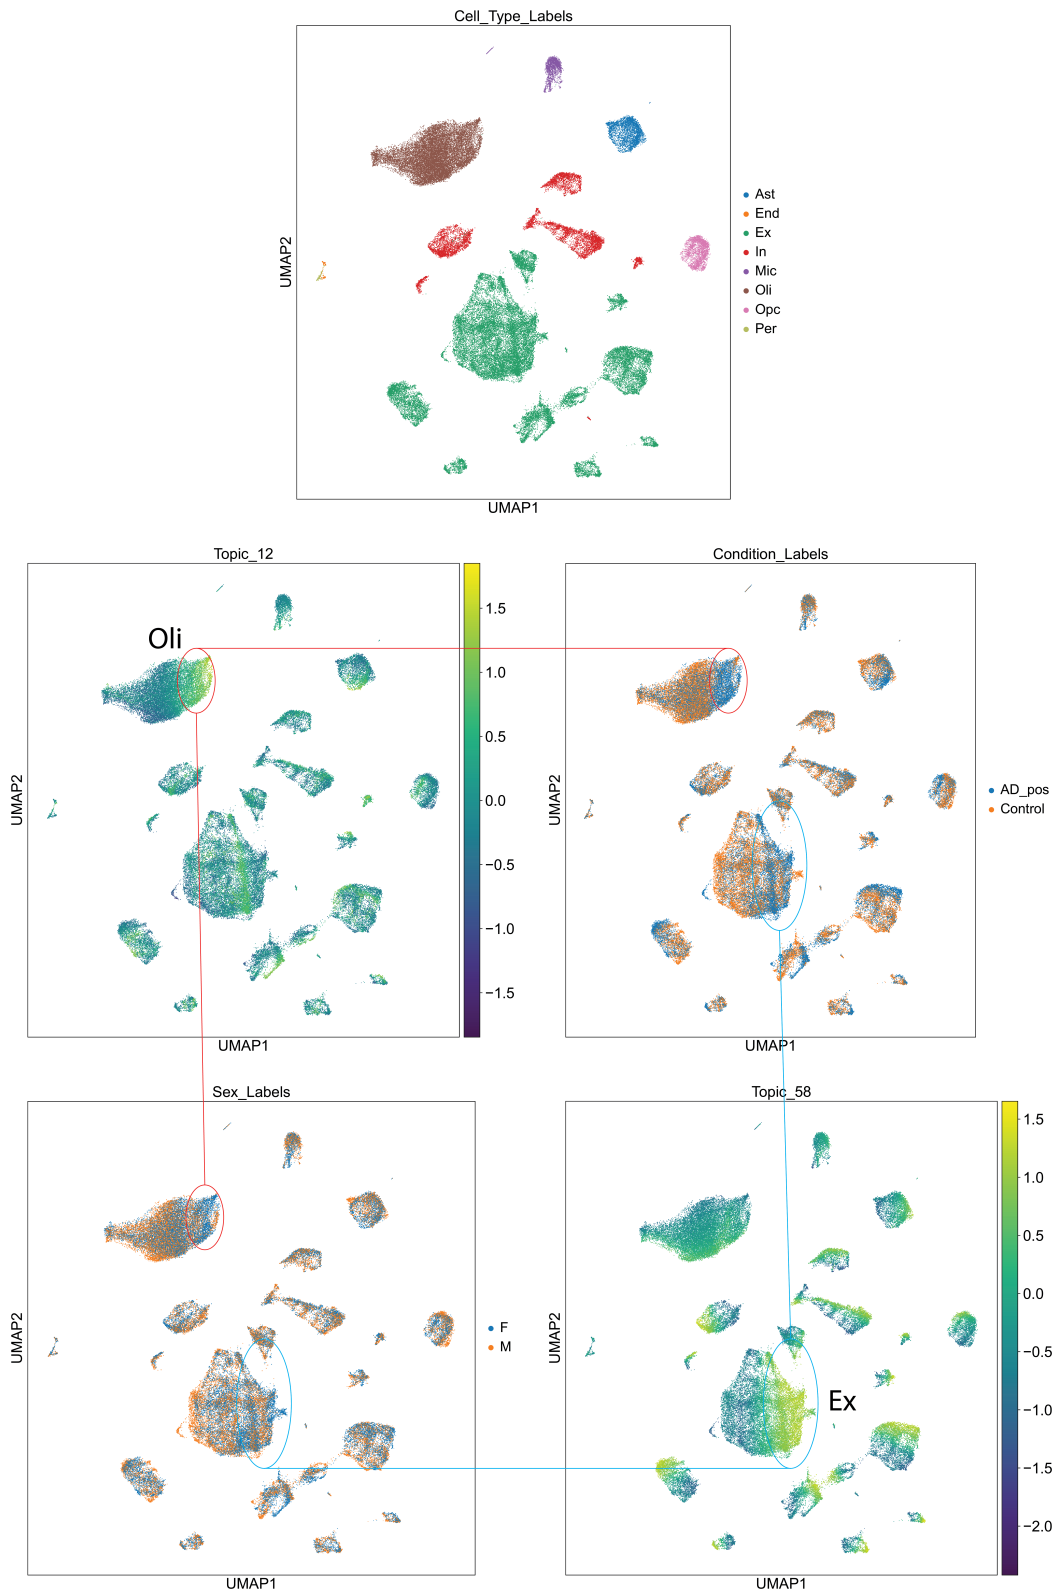 Cell_Type_Labels
UMAP2
UMAP1
Ast
End
Ex
In
Mic
Oli
Opc
Per
Topic_12
Oli
UMAP2
UMAP1
1.5
1.0
0.5
0.0
−0.5
−1.0
−1.5
Condition_Labels
UMAP2
UMAP1
AD_pos
Control
Sex_Labels
UMAP2
UMAP1
F
M
Topic_58
UMAP2
Ex
UMAP1
1.5
1.0
0.5
0.0
−0.5
−1.0
−1.5
−2.0